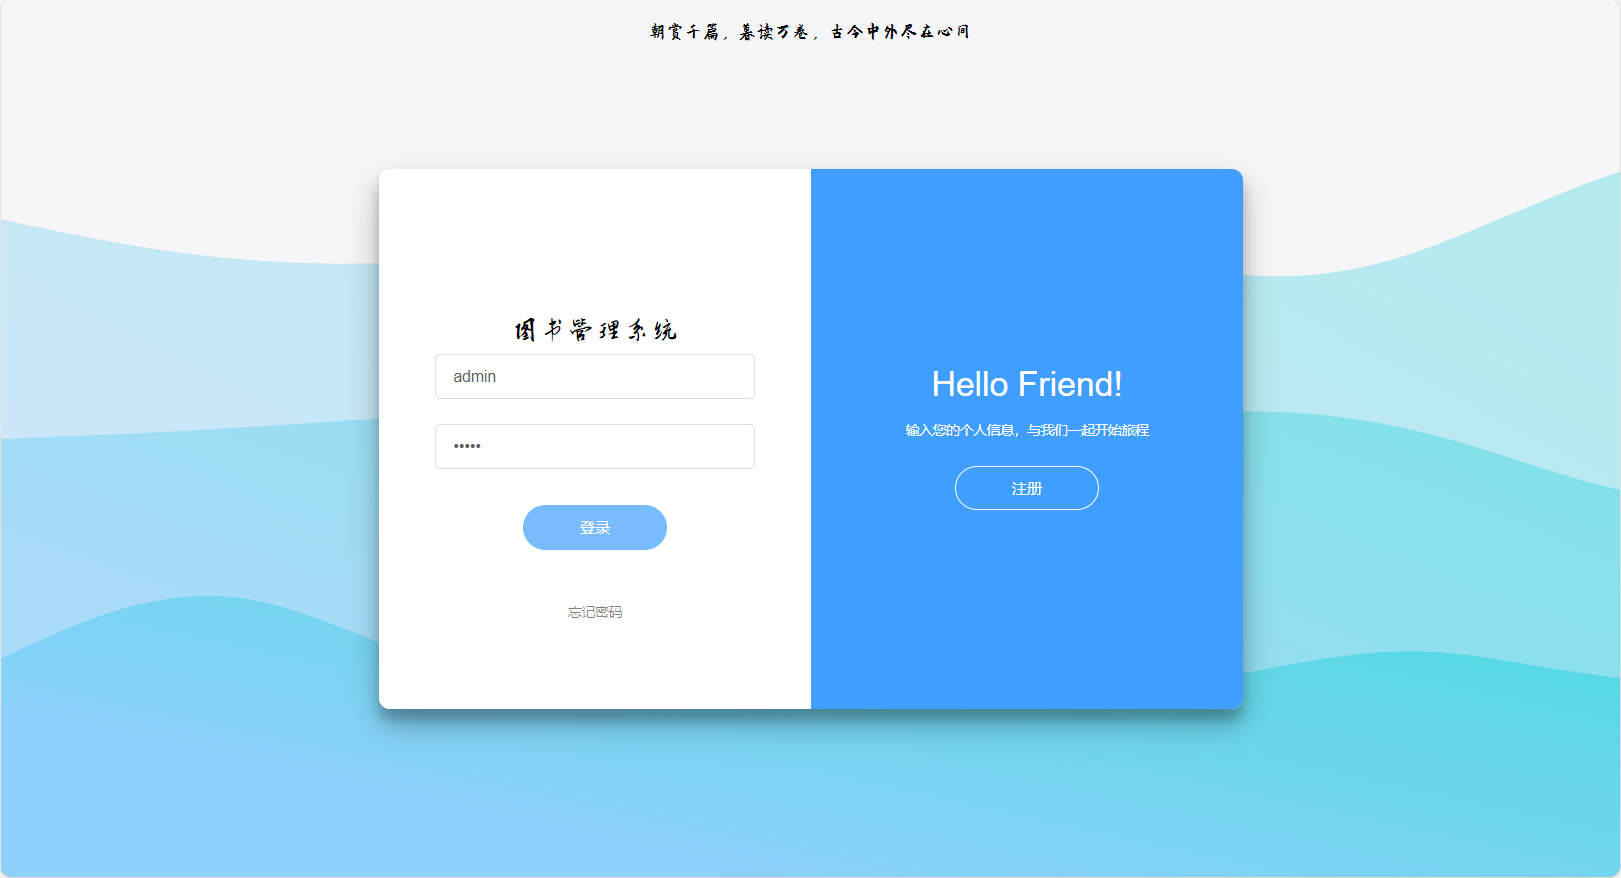 朝赏千篇，暮读万卷，古今中外尽在心间
图书管理系统
admin
•••••
登录
忘记密码
Hello Friend!
输入您的个人信息，与我们一起开始旅程
注册